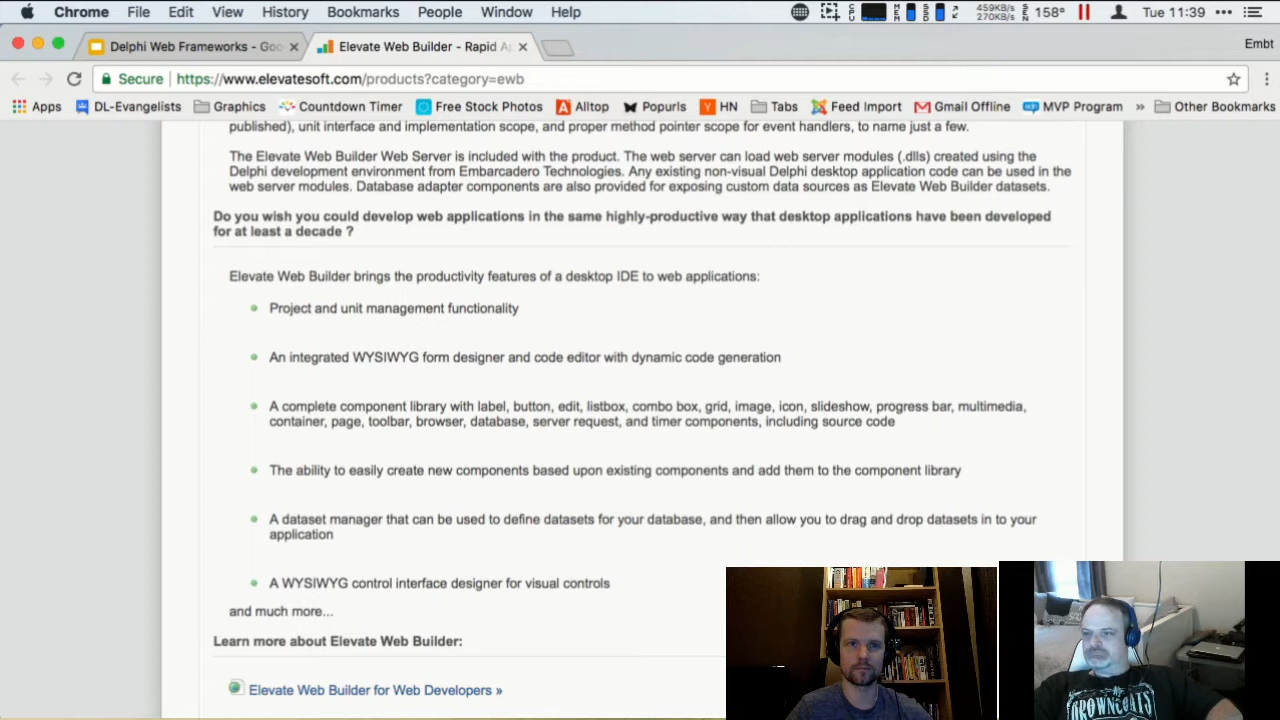 Chrome File Edit View History Bookmarks People Window Help
459KB/s
270KB/s
158°
Tue 11:39
Delphi Web Frameworks - Goo
Elevate Web Builder - Rapid Ap
Embt
Secure https://www.elevatesoft.com/products?category=ewb
Apps DL-Evangelists Graphics Countdown Timer Free Stock Photos Alltop Popurls HN Tabs Feed Import Gmail Offline MVP Program » Other Bookmarks
published), unit interface and implementation scope, and proper method pointer scope for event handlers, to name just a few.
The Elevate Web Builder Web Server is included with the product. The web server can load web server modules (.dlls) created using the
Delphi development environment from Embarcadero Technologies. Any existing non-visual Delphi desktop application code can be used in the
web server modules. Database adapter components are also provided for exposing custom data sources as Elevate Web Builder datasets.
Do you wish you could develop web applications in the same highly-productive way that desktop applications have been developed
for at least a decade ?
Elevate Web Builder brings the productivity features of a desktop IDE to web applications:
Project and unit management functionality
An integrated WYSIWYG form designer and code editor with dynamic code generation
A complete component library with label, button, edit, listbox, combo box, grid, image, icon, slideshow, progress bar, multimedia,
container, page, toolbar, browser, database, server request, and timer components, including source code
The ability to easily create new components based upon existing components and add them to the component library
A dataset manager that can be used to define datasets for your database, and then allow you to drag and drop datasets in to your
application
A WYSIWYG control interface designer for visual controls
and much more...
Learn more about Elevate Web Builder:
Elevate Web Builder for Web Developers »
BROWNCOATS